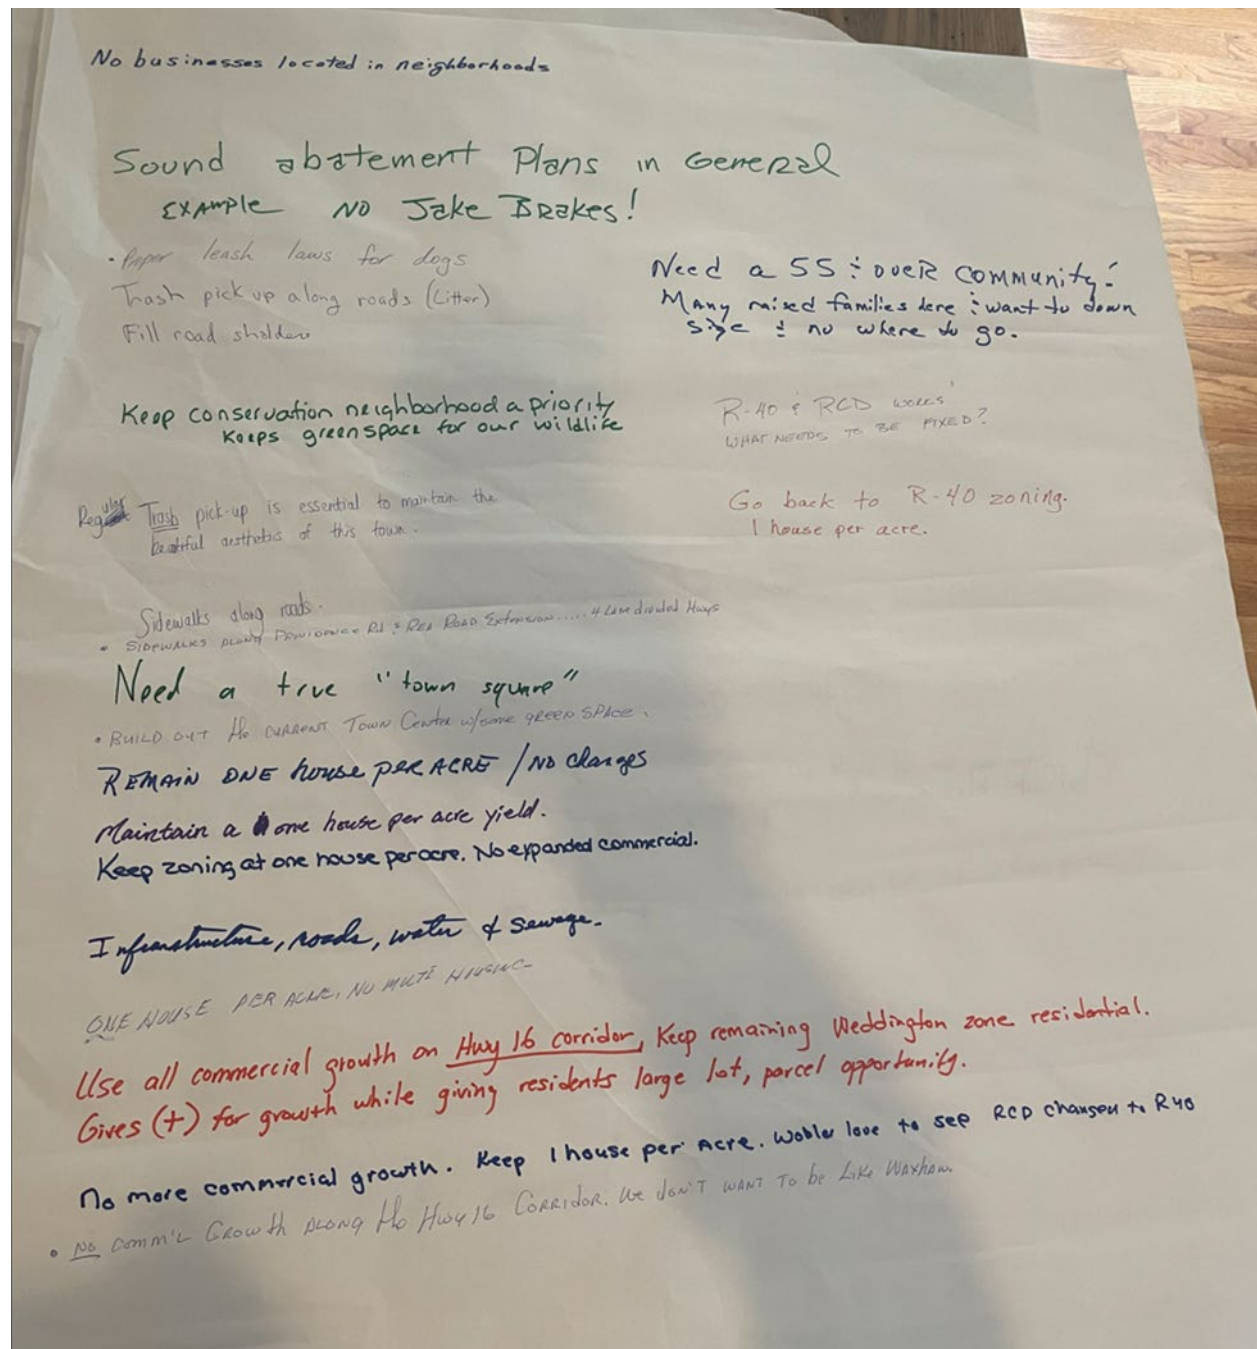 No businesses located in neighborhoods
Sound abatement Plans in General
EXAMPLE NO Jake Brakes!
• Proper leash laws for dogs
Trash pick up along roads (Litter)
Fill road sholders
Need a 55 & over community!
Many raised families here & want to down
size & no where to go.
Keep conservation neighborhood a priority
Keeps greenspace for our wildlife
R-40 & RCD WORKS
WHAT NEEDS TO BE FIXED?
Regular Trash pick-up is essential to maintain the
beautiful aesthetics of this town.
Go back to R-40 zoning.
1 house per acre.
Sidewalks along roads.
• SIDEWALKS ALONG PROVIDENCE Rd & REA ROAD Extension..... 4 Lane divided Hwys
Need a true "town square"
• BUILD OUT the CURRENT TOWN Center w/some GREEN SPACE.
REMAIN ONE house per ACRE / NO changes
Maintain a one house per acre yield.
Keep zoning at one house per acre. No expanded commercial.
Infrastructure, roads, water & sewage.
ONE HOUSE PER ACRE, NO MULTI HOUSING
Use all commercial growth on Hwy 16 corridor, Keep remaining Weddington zone residential.
Gives (+) for growth while giving residents large lot, parcel opportunity.
No more commercial growth. Keep 1 house per Acre. love to see RCD changed to R40
• NO COMM'L GROWth ALONG the Hwy 16 CORRIDOR. We don't WANT To be Like WAXHAW.